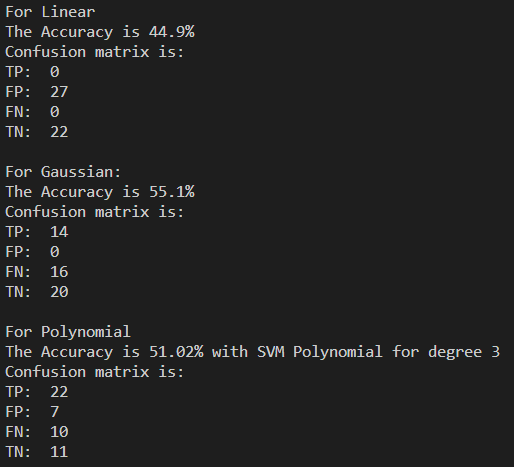 For Linear
The Accuracy is 44.9%
Confusion matrix is:
TP:  0
FP:  27
FN:  0
TN:  22
For Gaussian:
The Accuracy is 55.1%
Confusion matrix is:
TP:  14
FP:  0
FN:  16
TN:  20
For Polynomial
The Accuracy is 51.02% with SVM Polynomial for degree 3
Confusion matrix is:
TP:  22
FP:  7
FN:  10
TN:  11